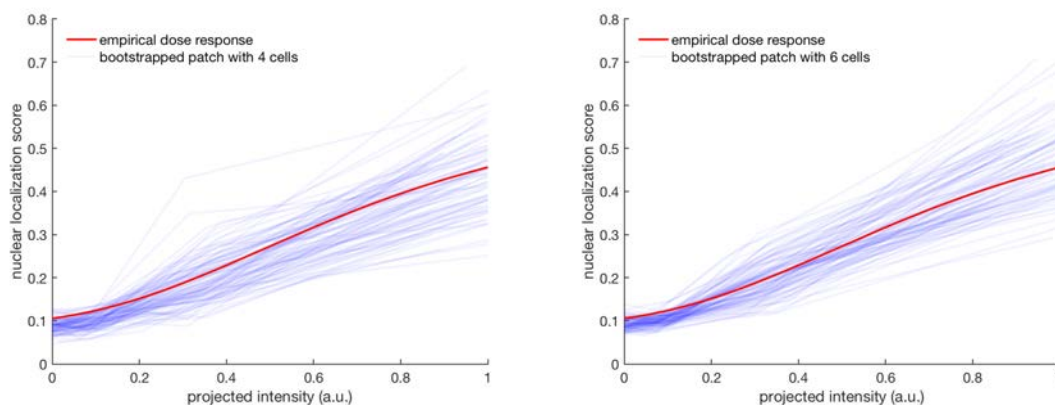 0.8
empirical dose response
bootstrapped patch with 4 cells
0.7
0.6
0.5
0.4
0.3
0.2
0.1
0
nuclear localization score
0 0.2 0.4 0.6 0.8 1
projected intensity (a.u.)
0.8
empirical dose response
bootstrapped patch with 6 cells
0.7
0.6
0.5
0.4
0.3
0.2
0.1
0
nuclear localization score
0 0.2 0.4 0.6 0.8
projected intensity (a.u.)